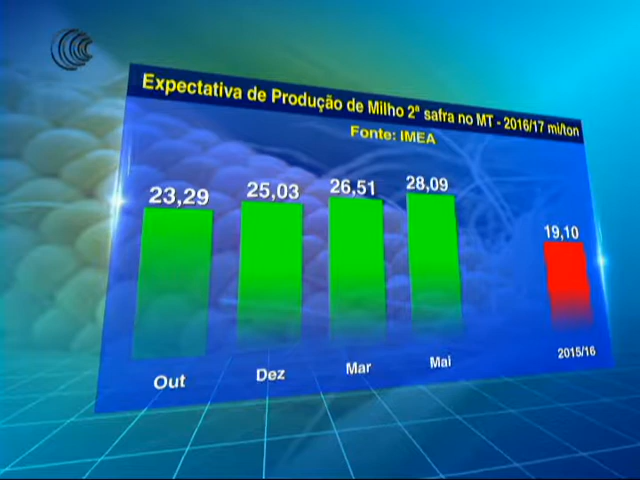 Expectativa de Produção de Milho 2ª safra no MT - 2016/17 mi/ton
Fonte: IMEA
23,29
25,03
26,51
28,09
19,10
Out
Dez
Mar
Mai
2015/16